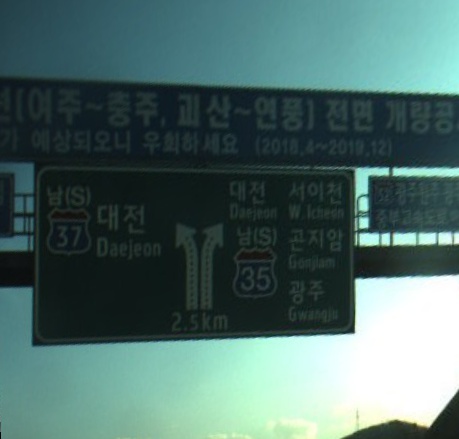 [여주~충주, 괴산~연풍] 전면 개량공
예상되오니 우회하세요 (2018.4~2019.12)
남(S)
37
대전
Daejeon
2.5km
대전
Daejeon
남(S)
35
서이천
W.Icheon
곤지암
Gonjiam
광주
Gwangju